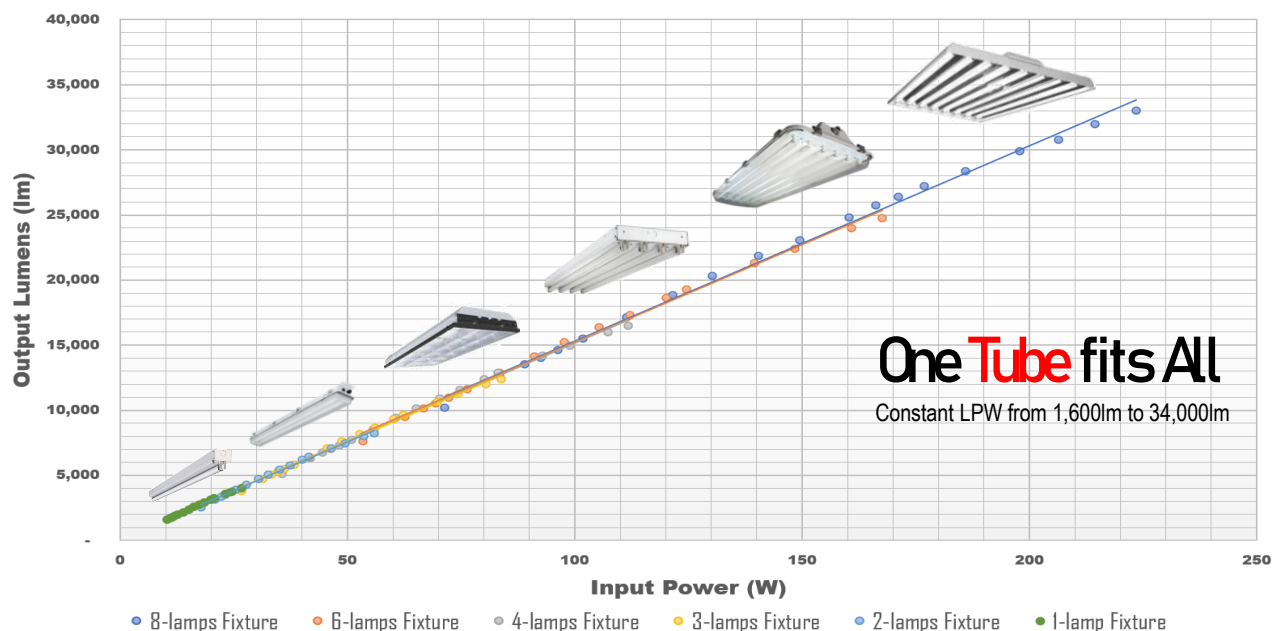 40,000
35,000
30,000
25,000
20,000
15,000
10,000
5,000
-
Output Lumens (lm)
One Tube fits All
Constant LPW from 1,600lm to 34,000lm
0 50 100 150 200 250
Input Power (W)
8-lamps Fixture 6-lamps Fixture 4-lamps Fixture 3-lamps Fixture 2-lamps Fixture 1-lamp Fixture